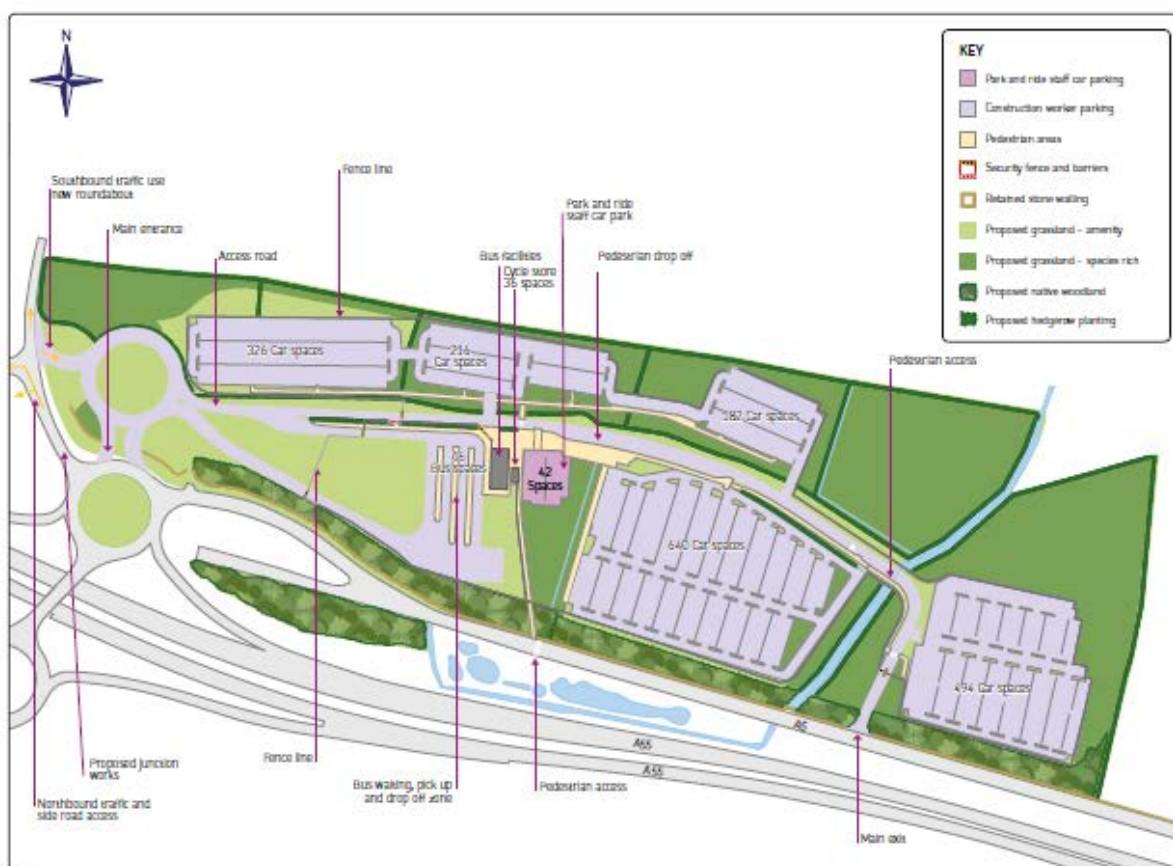 N
KEY
Park and ride staff car parking
Construction worker parking
Pedestrian areas
Security fence and barriers
Retained stone walling
Proposed grassland - amenity
Proposed grassland - species rich
Proposed native woodland
Proposed hedgerow planting
Southbound traffic use
new roundabout
Main entrance
Access road
Fence line
Bus facilities
Cycle store
36 spaces
Park and ride
staff car park
Pedestrian drop off
Pedestrian access
326 Car spaces
216
Car spaces
182 Car spaces
Bus spaces
42
Spaces
640 Car spaces
494 Car spaces
A5
A55
A55
Proposed junction
works
Northbound traffic and
side road access
Fence line
Bus waiting, pick up
and drop off zone
Pedestrian access
Main exit